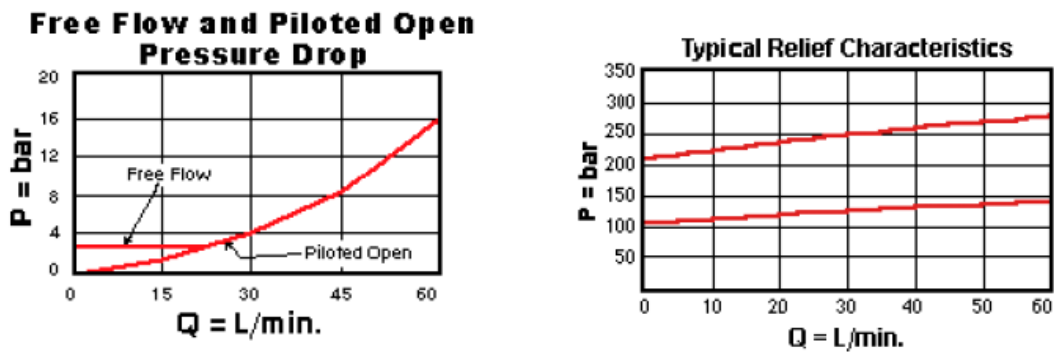 Free Flow and Piloted Open
Pressure Drop
20
16
12
8
4
0
P = bar
Free Flow
Piloted Open
0 15 30 45 60
Q = L/min.
Typical Relief Characteristics
350
300
250
200
150
100
50
P = bar
0 10 20 30 40 50 60
Q = L/min.